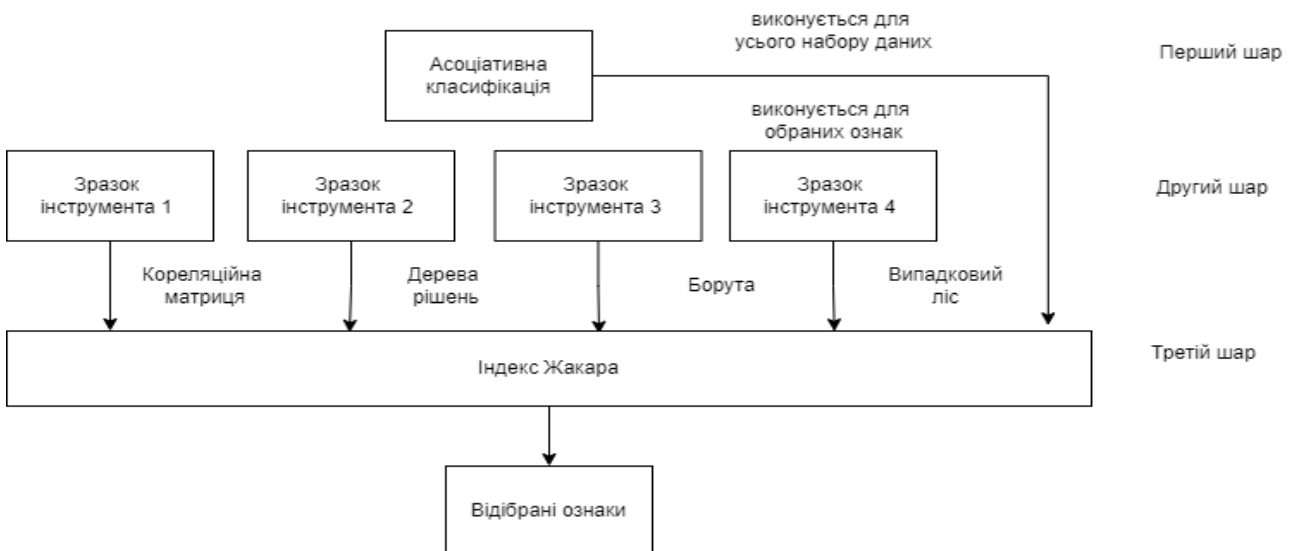 виконується для
усього набору даних
Перший шар
Асоціативна
класифікація
виконується для
обраних ознак
Зразок
інструмента 1
Зразок
інструмента 2
Зразок
інструмента 3
Зразок
інструмента 4
Другий шар
Кореляційна
матриця
Дерева
рішень
Борута
Випадковий
ліс
Індекс Жакара
Третій шар
Відібрані ознаки